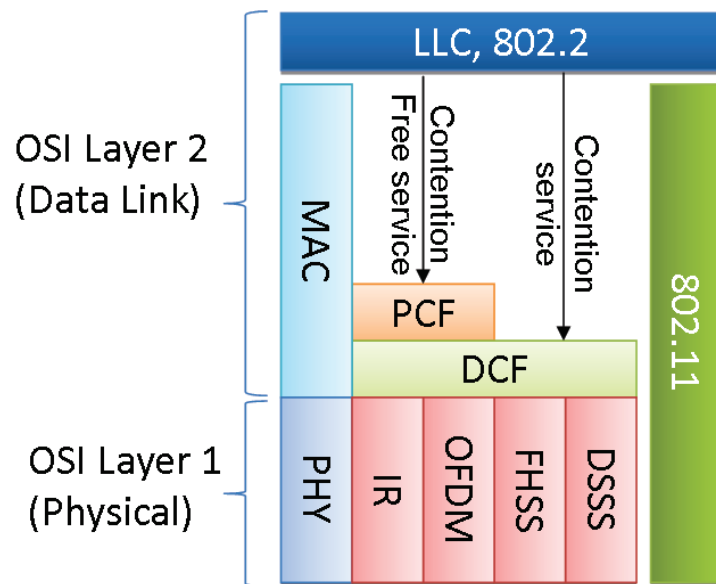 LLC, 802.2
OSI Layer 2
(Data Link)
MAC
Contention
Free service
Contention
service
802.11
PCF
DCF
OSI Layer 1
(Physical)
PHY
IR
OFDM
FHSS
DSSS